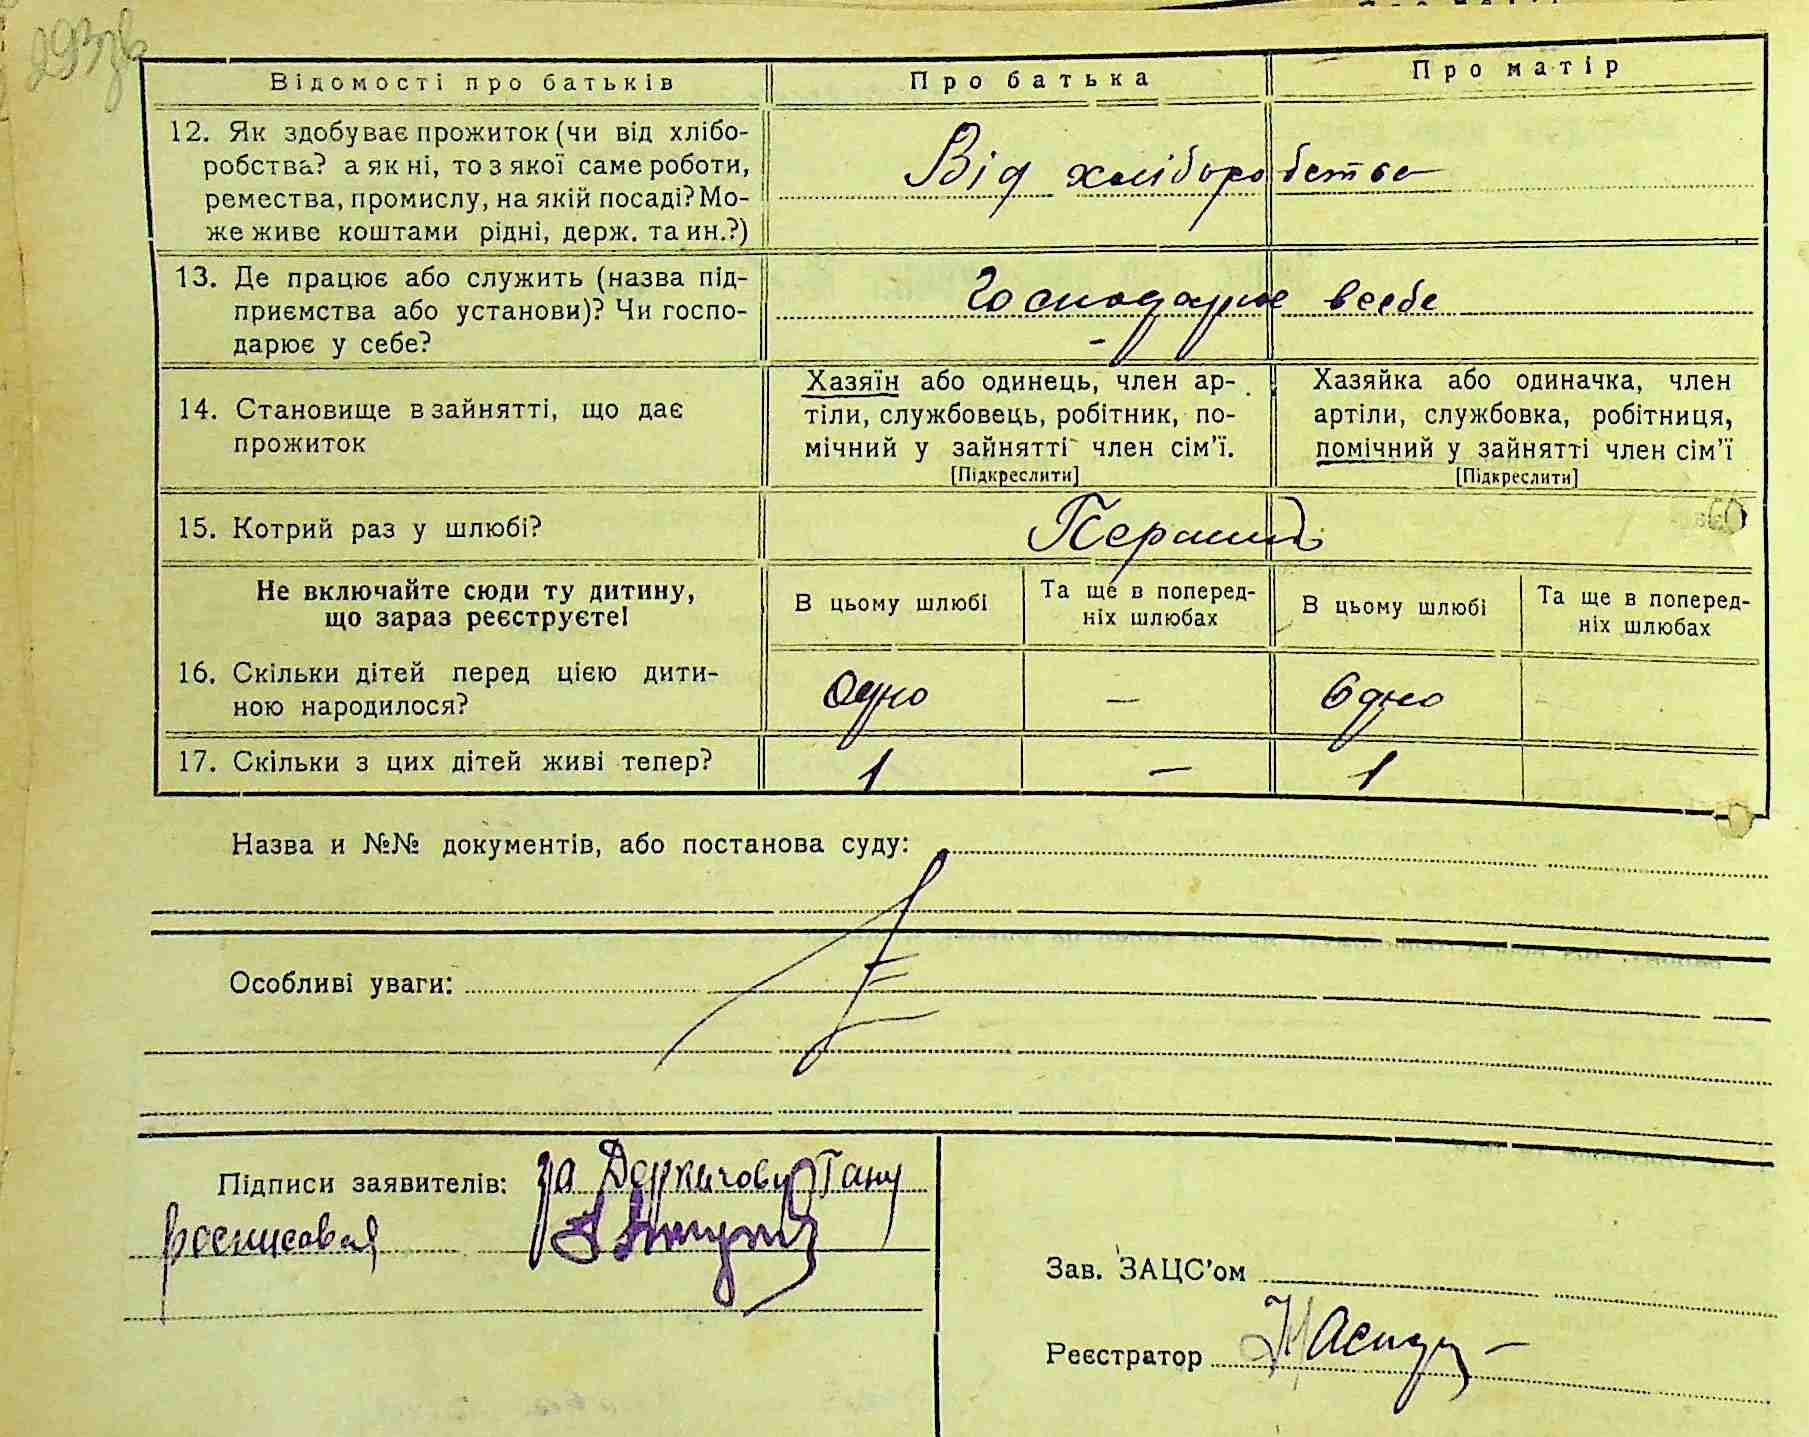 293зв
Відомості про батьків
Про батька
Про матір
12. Як здобуває прожиток (чи від хлібо-
робства? а як ні, то з якої саме роботи,
ремества, промислу, на якій посаді? Мо-
же живе коштами рідні, держ. та ин.?)
Від хліборобства
13. Де працює або служить (назва під-
приємства або установи)? Чи госпо-
дарює у себе?
Господарює в себе
14. Становище в зайнятті, що дає
прожиток
Хазяїн або одинець, член ар-
тіли, службовець, робітник, по-
мічний у зайнятті член сім’ї.
[Підкреслити]
Хазяйка або одиначка, член
артіли, службовка, робітниця,
помічний у зайнятті член сім’ї
[Підкреслити]
15. Котрий раз у шлюбі?
Перший
Не включайте сюди ту дитину,
що зараз реєструєте!
В цьому шлюбі
Та ще в поперед-
ніх шлюбах
В цьому шлюбі
Та ще в поперед-
ніх шлюбах
16. Скільки дітей перед цією дити-
ною народилося?
Одно
—
Одно
17. Скільки з цих дітей живі тепер?
1
—
1
Назва и №№ документів, або постанова суду:
Особливі уваги:
Підписи заявителів: за Гану
росписався
Зав. ЗАЦС’ом
Реєстратор